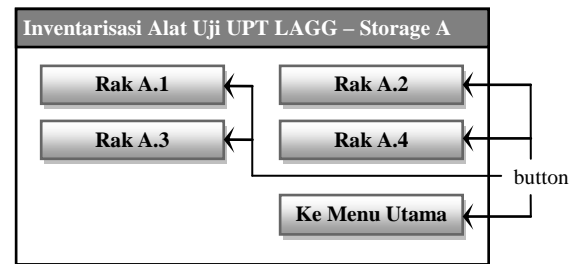 Inventarisasi Alat Uji UPT LAGG – Storage A
Rak A.1
Rak A.2
Rak A.3
Rak A.4
button
Ke Menu Utama